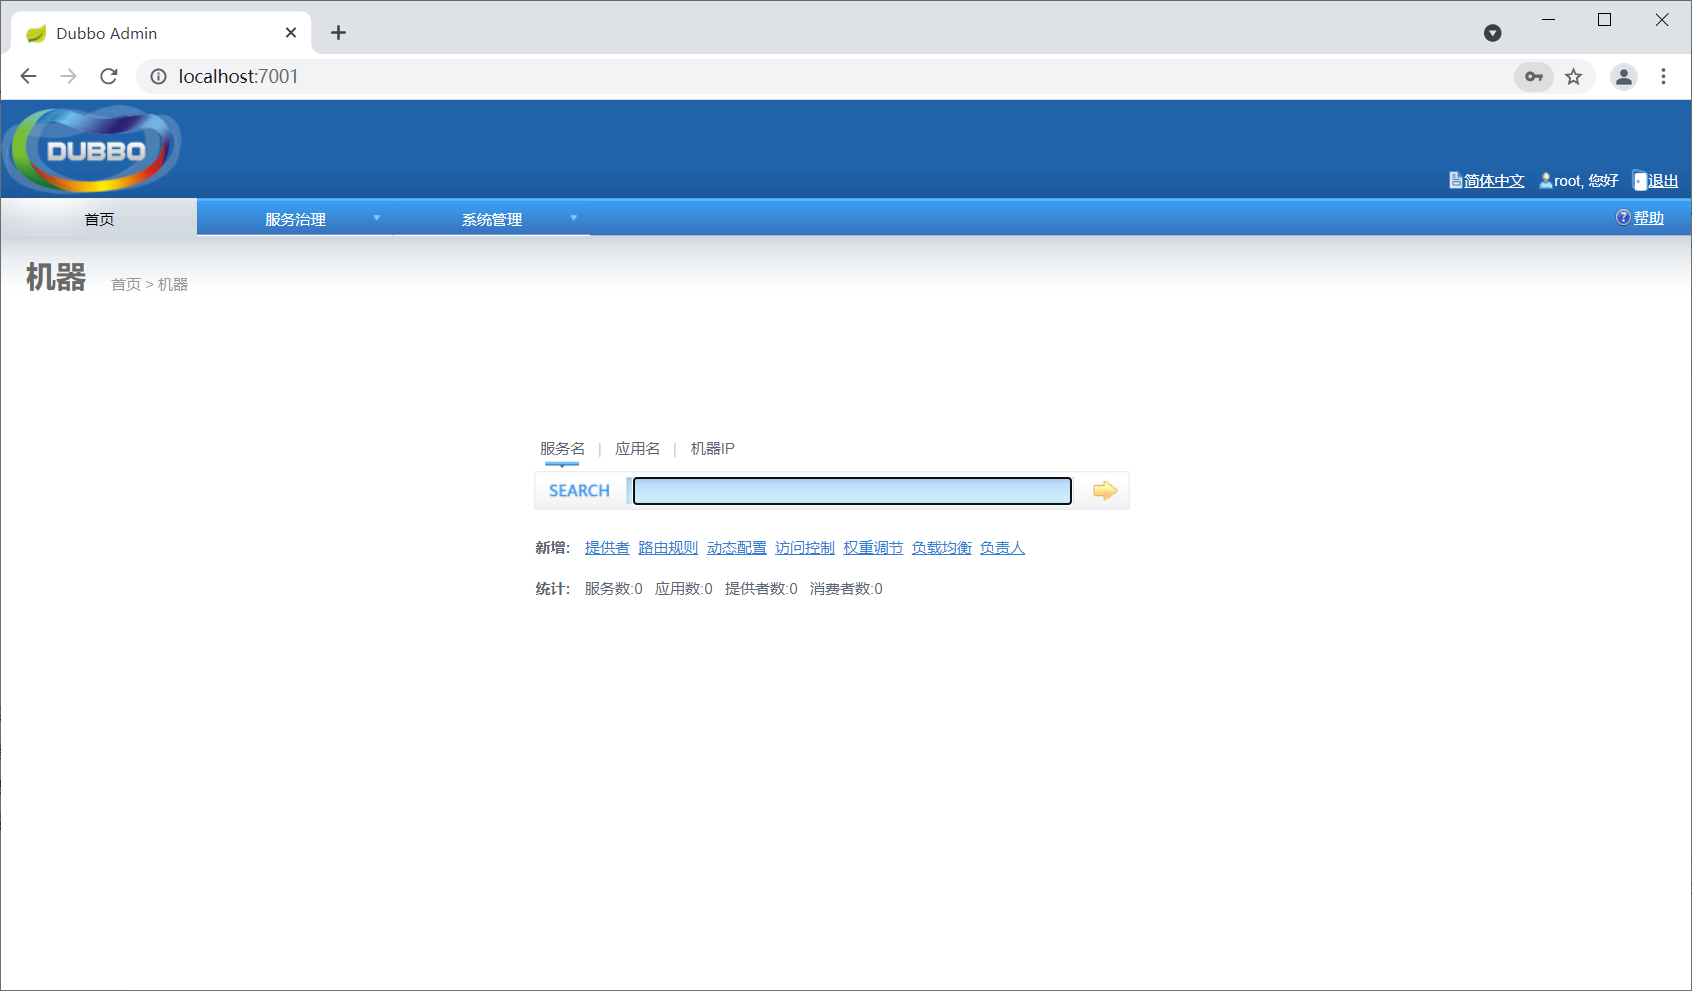 Dubbo Admin
localhost:7001
DUBBO
简体中文 root, 您好 退出
首页 服务治理 系统管理 帮助
机器 首页 > 机器
服务名 | 应用名 | 机器IP
SEARCH
新增: 提供者 路由规则 动态配置 访问控制 权重调节 负载均衡 负责人
统计: 服务数:0 应用数:0 提供者数:0 消费者数:0